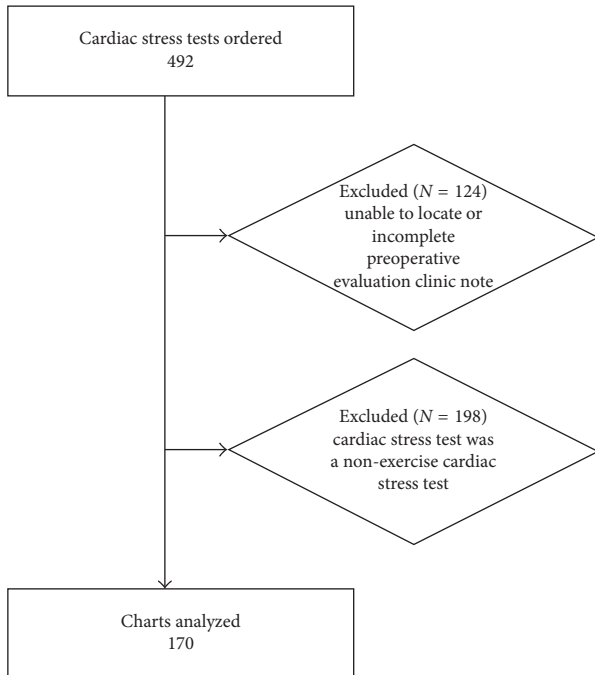 Cardiac stress tests ordered
492
Excluded (N = 124)
unable to locate or
incomplete
preoperative
evaluation clinic note
Excluded (N = 198)
cardiac stress test was
a non-exercise cardiac
stress test
Charts analyzed
170